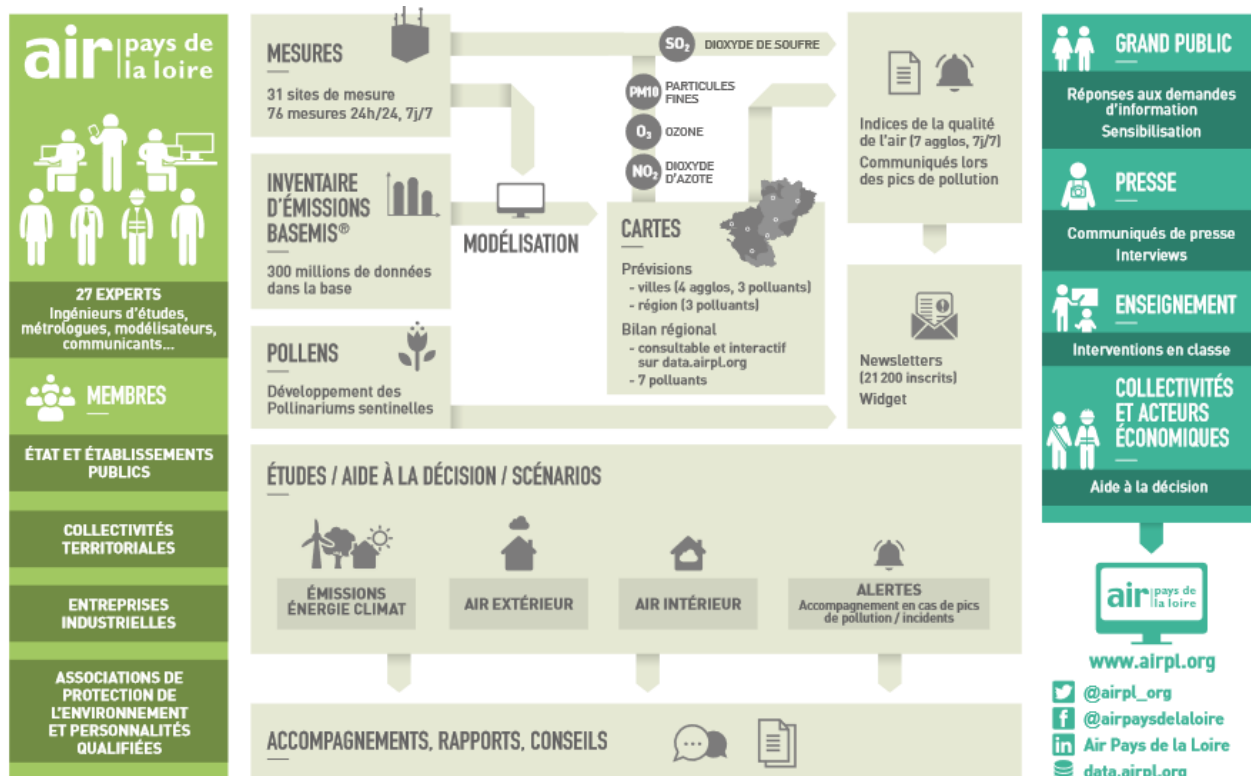 air pays de
la loire
27 EXPERTS
Ingénieurs d'études,
métrologues, modélisateurs,
communicants...
MEMBRES
ÉTAT ET ÉTABLISSEMENTS
PUBLICS
COLLECTIVITÉS
TERRITORIALES
ENTREPRISES
INDUSTRIELLES
ASSOCIATIONS DE
PROTECTION DE
L'ENVIRONNEMENT
ET PERSONNALITÉS
QUALIFIÉES
MESURES
31 sites de mesure
76 mesures 24h/24, 7j/7
INVENTAIRE
D'ÉMISSIONS
BASEMIS®
300 millions de données
dans la base
POLLENS
Développement des
Pollinariums sentinelles
MODÉLISATION
SO₂ DIOXYDE DE SOUFRE
PM10 PARTICULES
FINES
O₃ OZONE
NO₂ DIOXYDE
D'AZOTE
CARTES
Prévisions
- villes (4 agglos, 3 polluants)
- région (3 polluants)
Bilan régional
- consultable et interactif
sur data.airpl.org
- 7 polluants
Indices de la qualité
de l'air (7 agglos, 7j/7)
Communiqués lors
des pics de pollution
Newsletters
(21 200 inscrits)
Widget
ÉTUDES / AIDE À LA DÉCISION / SCÉNARIOS
ÉMISSIONS
ÉNERGIE CLIMAT
AIR EXTÉRIEUR
AIR INTÉRIEUR
ALERTES
Accompagnement en cas de pics
de pollution / incidents
ACCOMPAGNEMENTS, RAPPORTS, CONSEILS
GRAND PUBLIC
Réponses aux demandes
d'information
Sensibilisation
PRESSE
Communiqués de presse
Interviews
ENSEIGNEMENT
Interventions en classe
COLLECTIVITÉS
ET ACTEURS
ÉCONOMIQUES
Aide à la décision
air pays de
la loire
www.airpl.org
@airpl_org
@airpaysdelaloire
Air Pays de la Loire
data.airpl.org